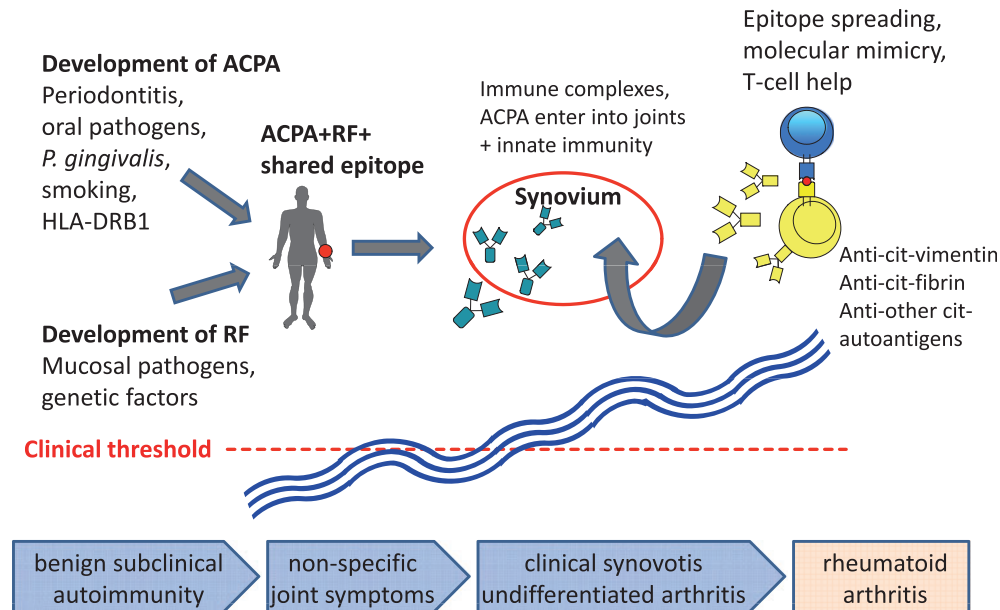 Development of ACPA
Periodontitis,
oral pathogens,
P. gingivalis,
smoking,
HLA-DRB1
Development of RF
Mucosal pathogens,
genetic factors
ACPA+RF+
shared epitope
Immune complexes,
ACPA enter into joints
+ innate immunity
Synovium
Epitope spreading,
molecular mimicry,
T-cell help
Anti-cit-vimentin
Anti-cit-fibrin
Anti-other cit-
autoantigens
Clinical threshold
benign subclinical
autoimmunity
non-specific
joint symptoms
clinical synovotis
undifferentiated arthritis
rheumatoid
arthritis